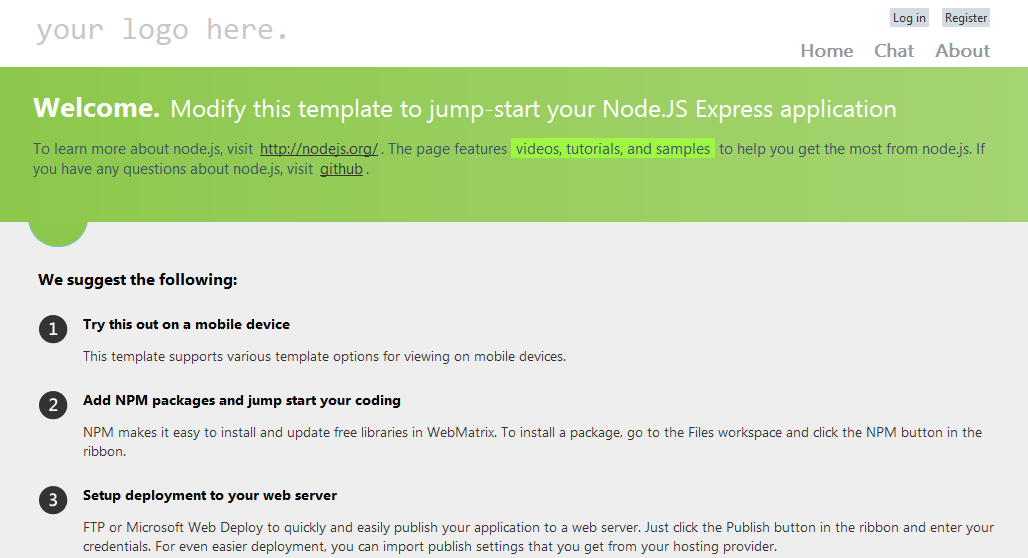 your logo here.
Log in Register
Home Chat About
Welcome. Modify this template to jump-start your Node.JS Express application
To learn more about node.js, visit http://nodejs.org/ . The page features videos, tutorials, and samples to help you get the most from node.js. If
you have any questions about node.js, visit github .
We suggest the following:
1 Try this out on a mobile device
This template supports various template options for viewing on mobile devices.
2 Add NPM packages and jump start your coding
NPM makes it easy to install and update free libraries in WebMatrix. To install a package, go to the Files workspace and click the NPM button in the
ribbon.
3 Setup deployment to your web server
FTP or Microsoft Web Deploy to quickly and easily publish your application to a web server. Just click the Publish button in the ribbon and enter your
credentials. For even easier deployment, you can import publish settings that you get from your hosting provider.